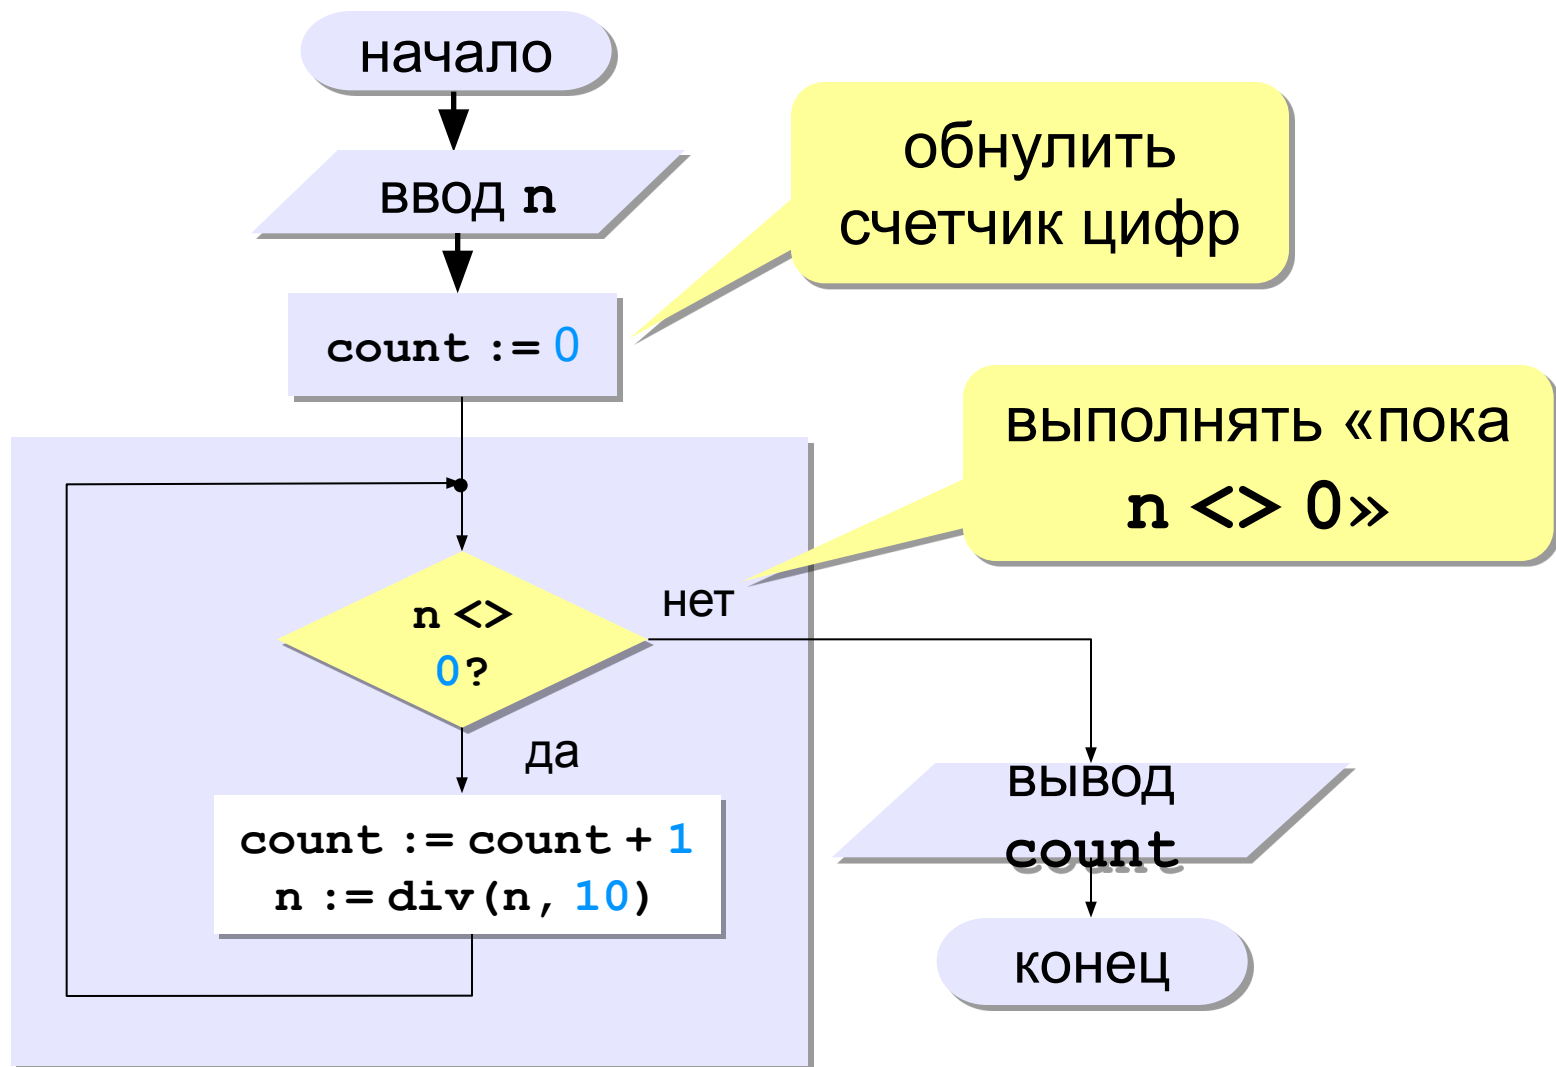 начало
ввод n
обнулить
счетчик цифр
count := 0
выполнять «пока
n <> 0»
n <>
0?
нет
да
count := count + 1
n := div(n, 10)
вывод
count
конец